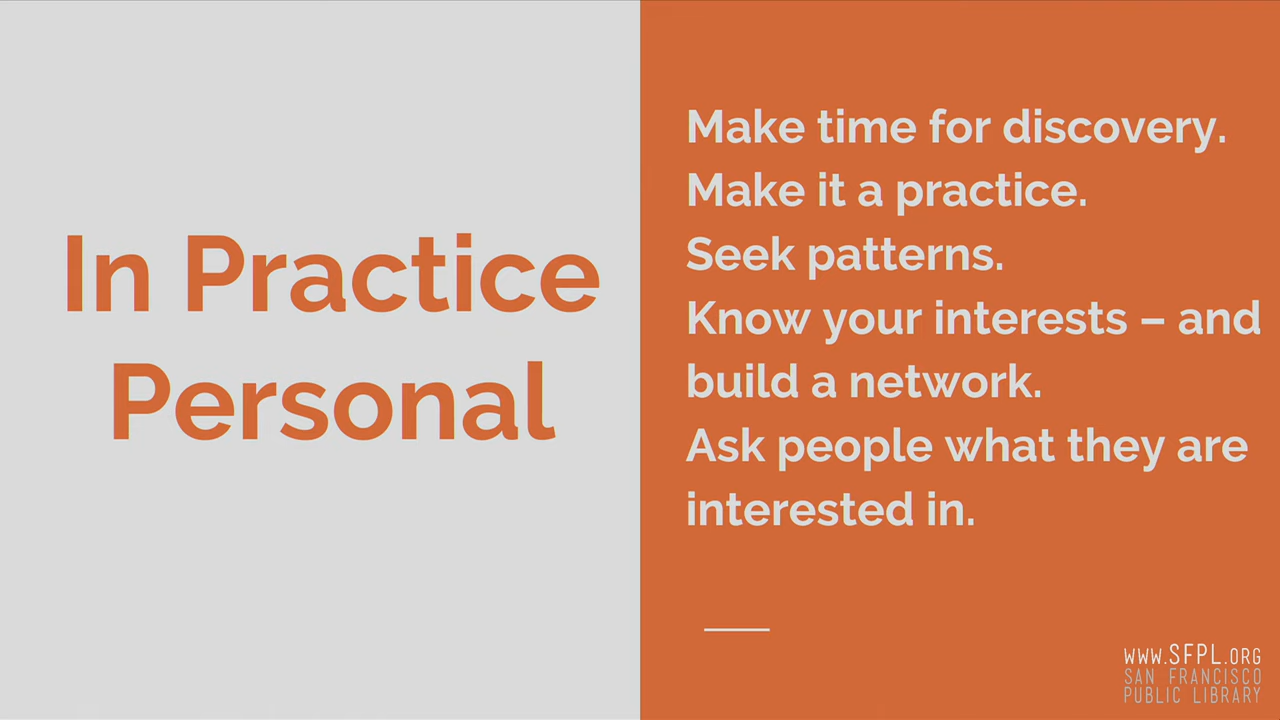 In Practice
Personal
Make time for discovery.
Make it a practice.
Seek patterns.
Know your interests – and
build a network.
Ask people what they are
interested in.
WWW.SFPL.ORG
SAN FRANCISCO
PUBLIC LIBRARY